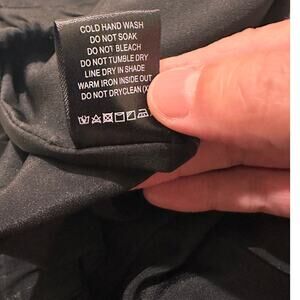 COLD HAND WASH
DO NOT SOAK
DO NOT BLEACH
DO NOT TUMBLE DRY
LINE DRY IN SHADE
WARM IRON INSIDE OUT
DO NOT DRYCLEAN (X)